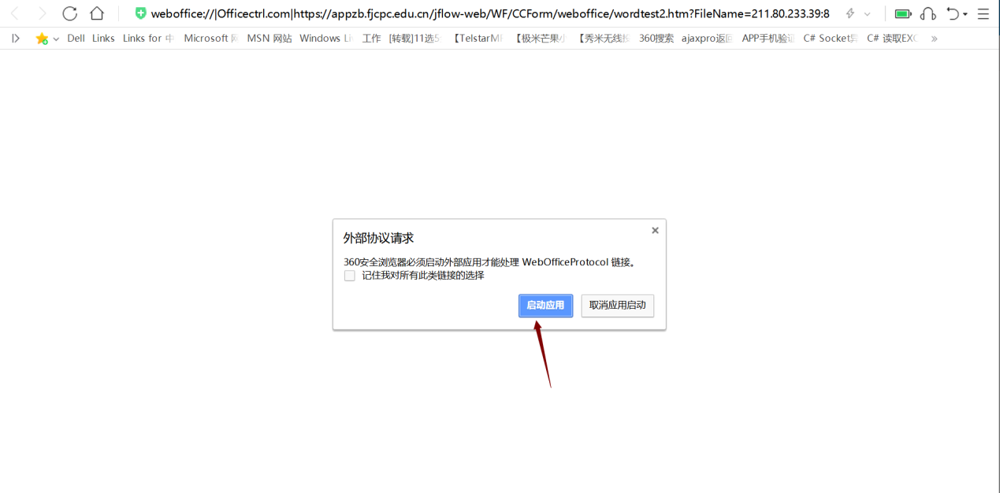 weboffice://|Officectrl.com|https://appzb.fjcpc.edu.cn/jflow-web/WF/CCForm/weboffice/wordtest2.htm?FileName=211.80.233.39:8
Dell Links Links for 中 Microsoft 网 MSN 网站 Windows Li 工作 [转载]11选5 【TelstarMF 【极米芒果 【秀米无线 360搜索 ajaxpro返回 APP手机验证 C# Socket异 C# 读取EXC »
外部协议请求
360安全浏览器必须启动外部应用才能处理 WebOfficeProtocol 链接。
记住我对所有此类链接的选择
启动应用 取消应用启动